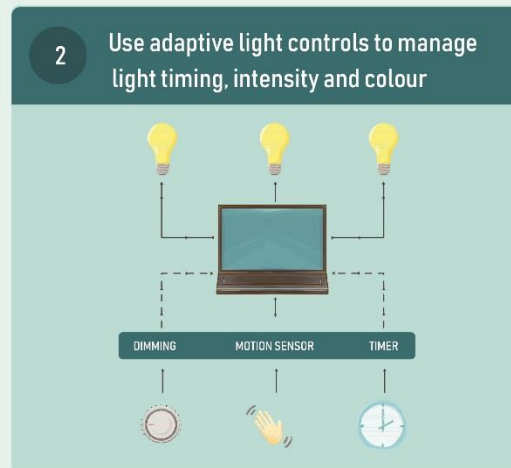 2
Use adaptive light controls to manage
light timing, intensity and colour
DIMMING MOTION SENSOR TIMER